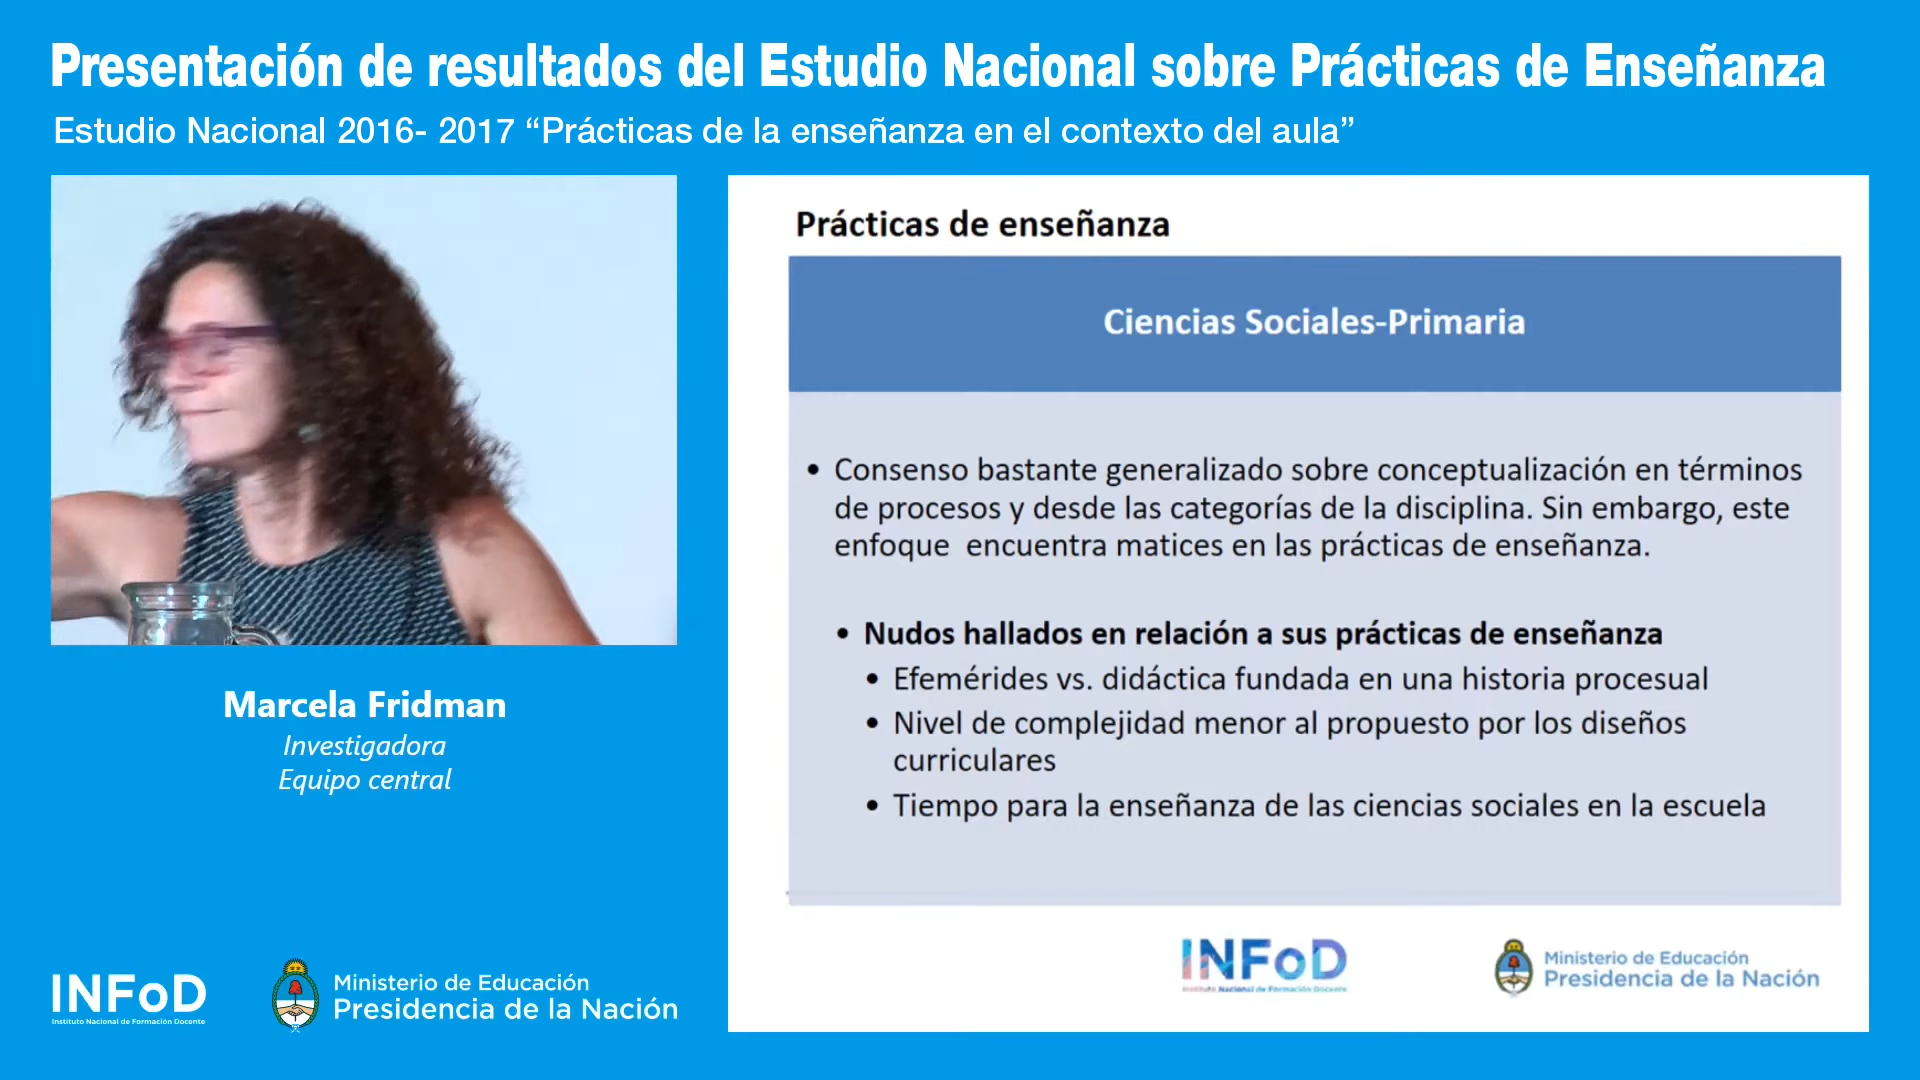 Presentación de resultados del Estudio Nacional sobre Prácticas de Enseñanza
Estudio Nacional 2016- 2017 “Prácticas de la enseñanza en el contexto del aula”
Marcela Fridman
Investigadora
Equipo central
INFoD
Instituto Nacional de Formación Docente
Ministerio de Educación
Presidencia de la Nación
Prácticas de enseñanza
Ciencias Sociales-Primaria
• Consenso bastante generalizado sobre conceptualización en términos
de procesos y desde las categorías de la disciplina. Sin embargo, este
enfoque encuentra matices en las prácticas de enseñanza.
• Nudos hallados en relación a sus prácticas de enseñanza
• Efemérides vs. didáctica fundada en una historia procesual
• Nivel de complejidad menor al propuesto por los diseños
curriculares
• Tiempo para la enseñanza de las ciencias sociales en la escuela
INFoD
Instituto Nacional de Formación Docente
Ministerio de Educación
Presidencia de la Nación